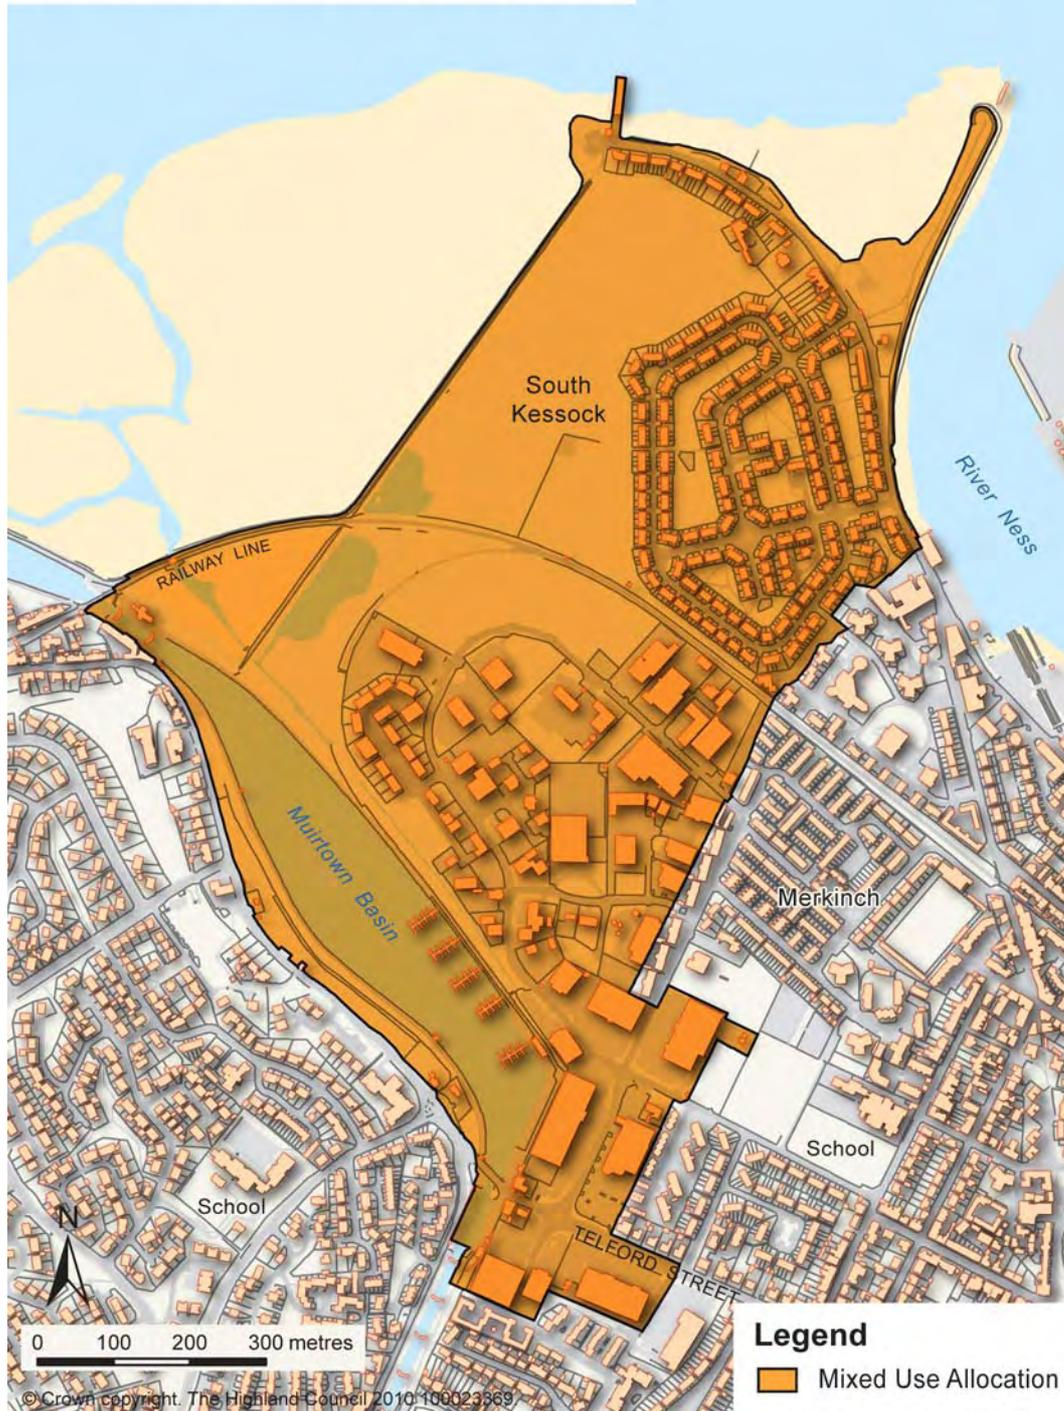 South
Kessock
River Ness
RAILWAY LINE
Muirtown Basin
Merkinch
School
School
N
TELFORD STREET
0 100 200 300 metres
Legend
Mixed Use Allocation
© Crown copyright. The Highland Council 2010 100023369.